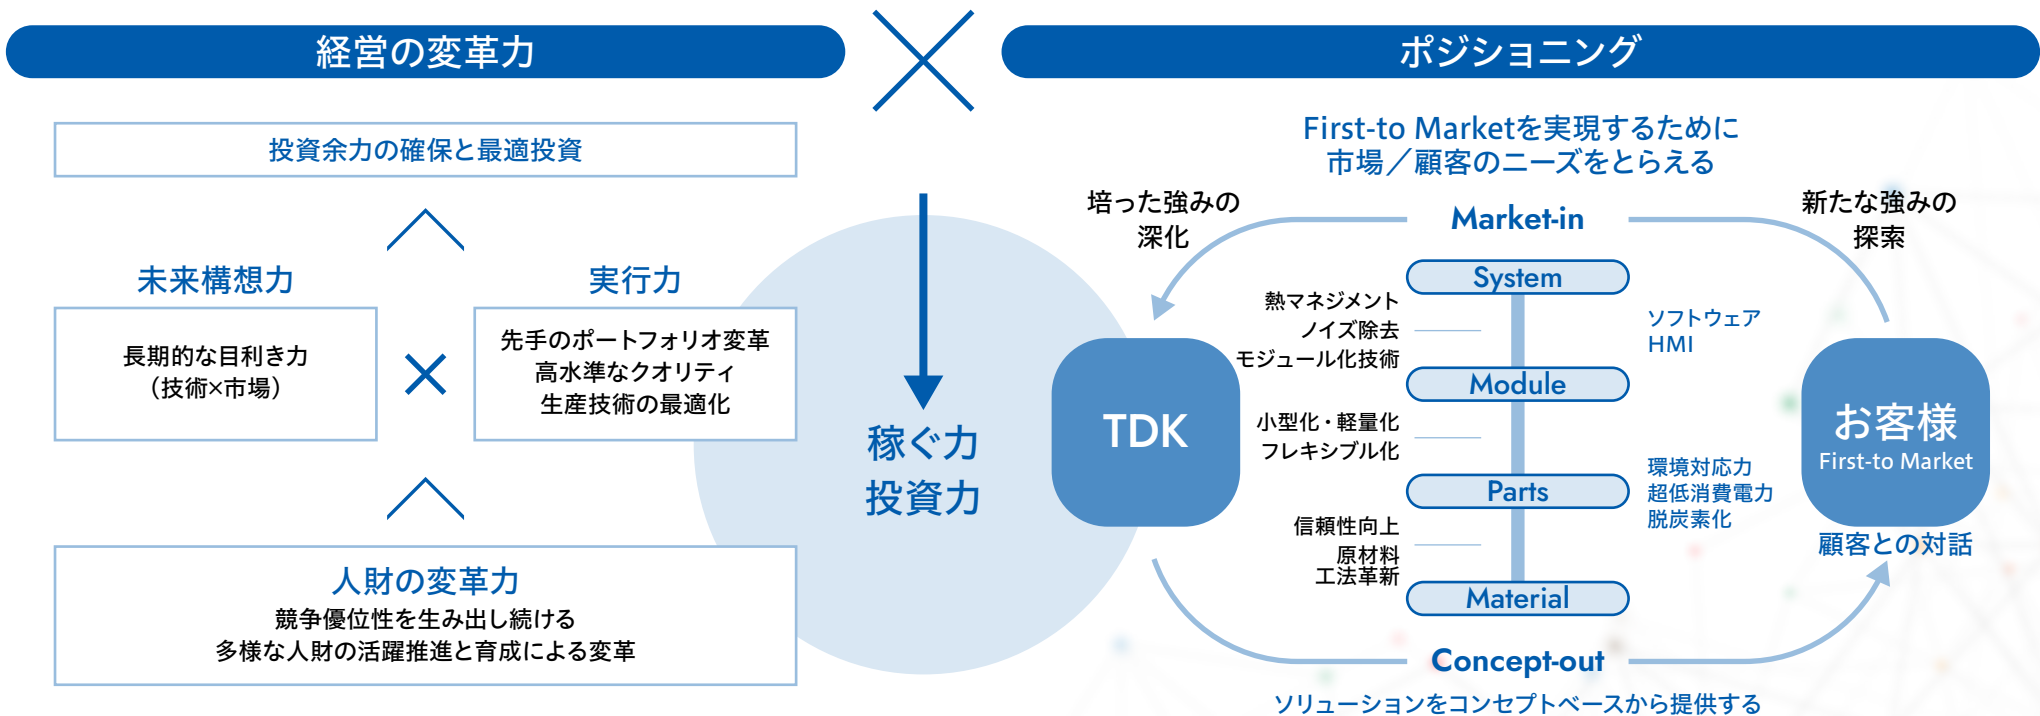 経営の変革力
投資余力の確保と最適投資
未来構想力
長期的な目利き力
（技術×市場）
実行力
先手のポートフォリオ変革
高水準なクオリティ
生産技術の最適化
人財の変革力
競争優位性を生み出し続ける
多様な人財の活躍推進と育成による変革
稼ぐ力
投資力
ポジショニング
First-to Marketを実現するために
市場／顧客のニーズをとらえる
培った強みの
深化
Market-in
新たな強みの
探索
System
熱マネジメント
ノイズ除去
モジュール化技術
ソフトウェア
HMI
Module
TDK
小型化・軽量化
フレキシブル化
お客様
First-to Market
環境対応力
超低消費電力
脱炭素化
Parts
信頼性向上
原材料
工法革新
顧客との対話
Material
Concept-out
ソリューションをコンセプトベースから提供する